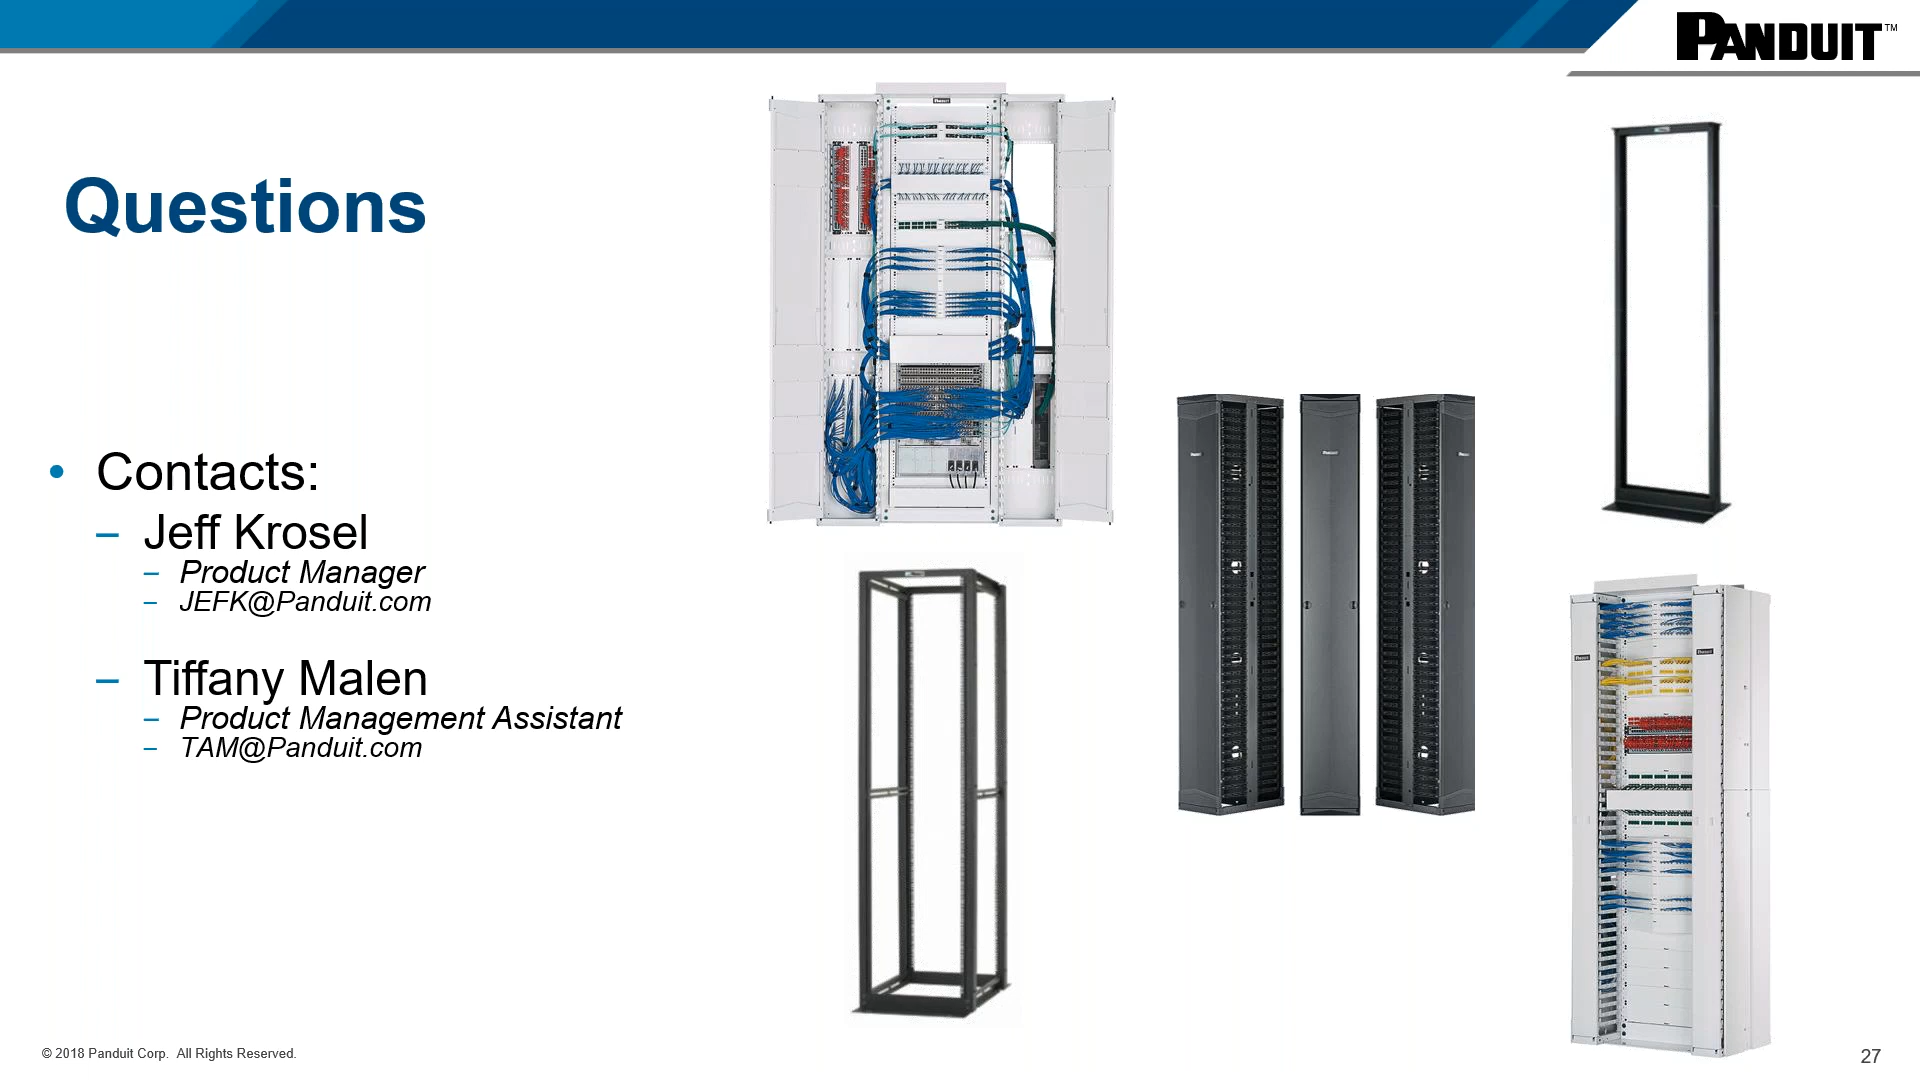 PANDUIT™
Questions
• Contacts:
– Jeff Krosel
– Product Manager
– JEFK@Panduit.com
– Tiffany Malen
– Product Management Assistant
– TAM@Panduit.com
© 2018 Panduit Corp.  All Rights Reserved.
27